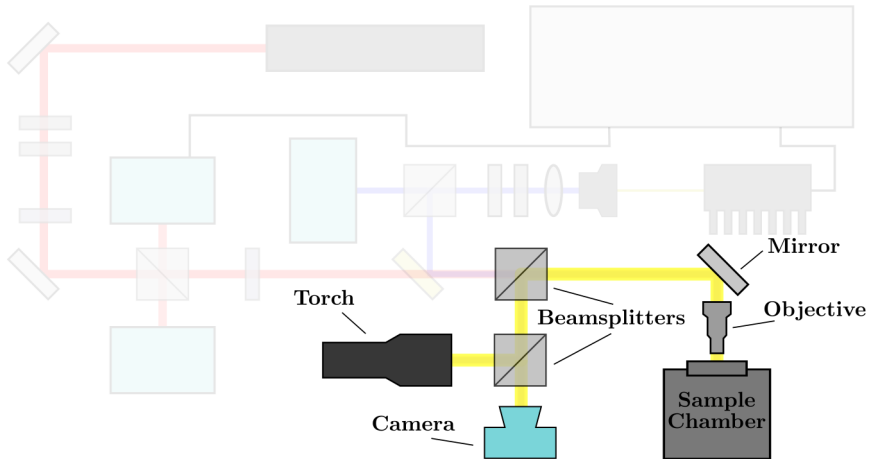 Mirror
Torch
Objective
Beamsplitters
Sample
Chamber
Camera